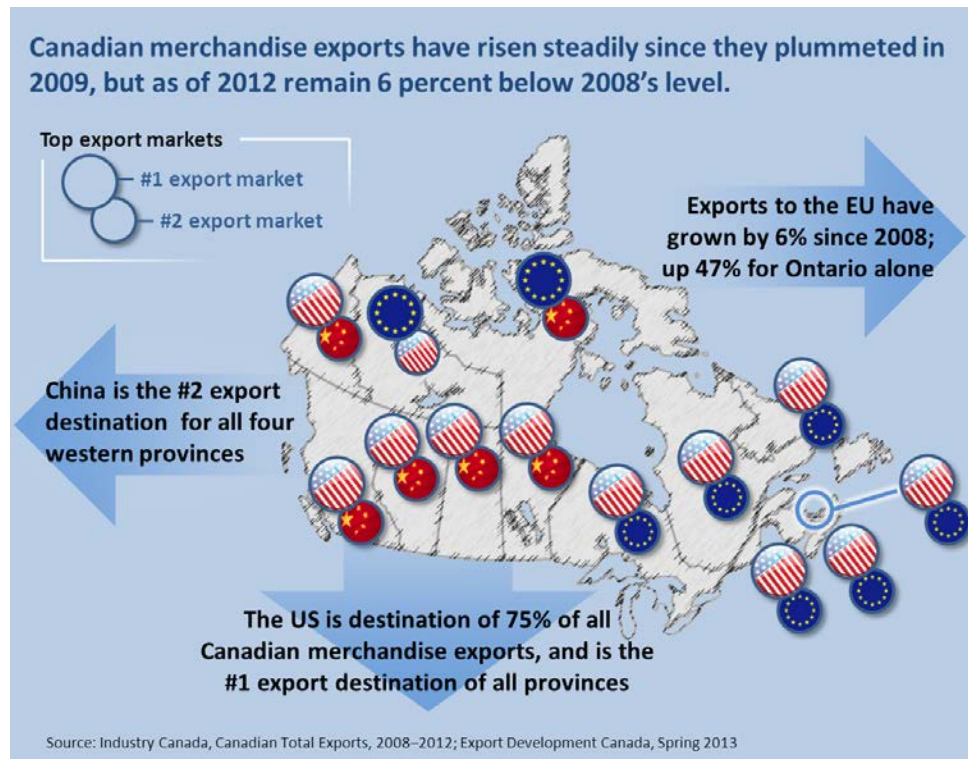 Canadian merchandise exports have risen steadily since they plummeted in
2009, but as of 2012 remain 6 percent below 2008's level.
Top export markets
#1 export market
#2 export market
Exports to the EU have
grown by 6% since 2008;
up 47% for Ontario alone
China is the #2 export
destination for all four
western provinces
The US is destination of 75% of all
Canadian merchandise exports, and is the
#1 export destination of all provinces
Source: Industry Canada, Canadian Total Exports, 2008–2012; Export Development Canada, Spring 2013